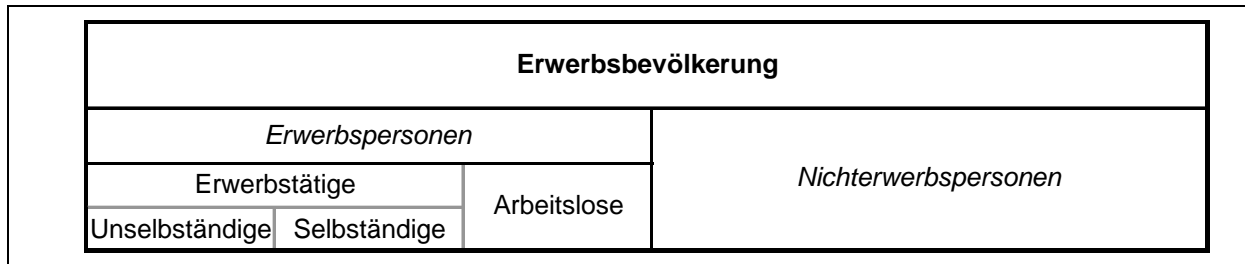 Erwerbsbevölkerung
Erwerbspersonen
Nichterwerbspersonen
Erwerbstätige
Arbeitslose
Unselbständige
Selbständige